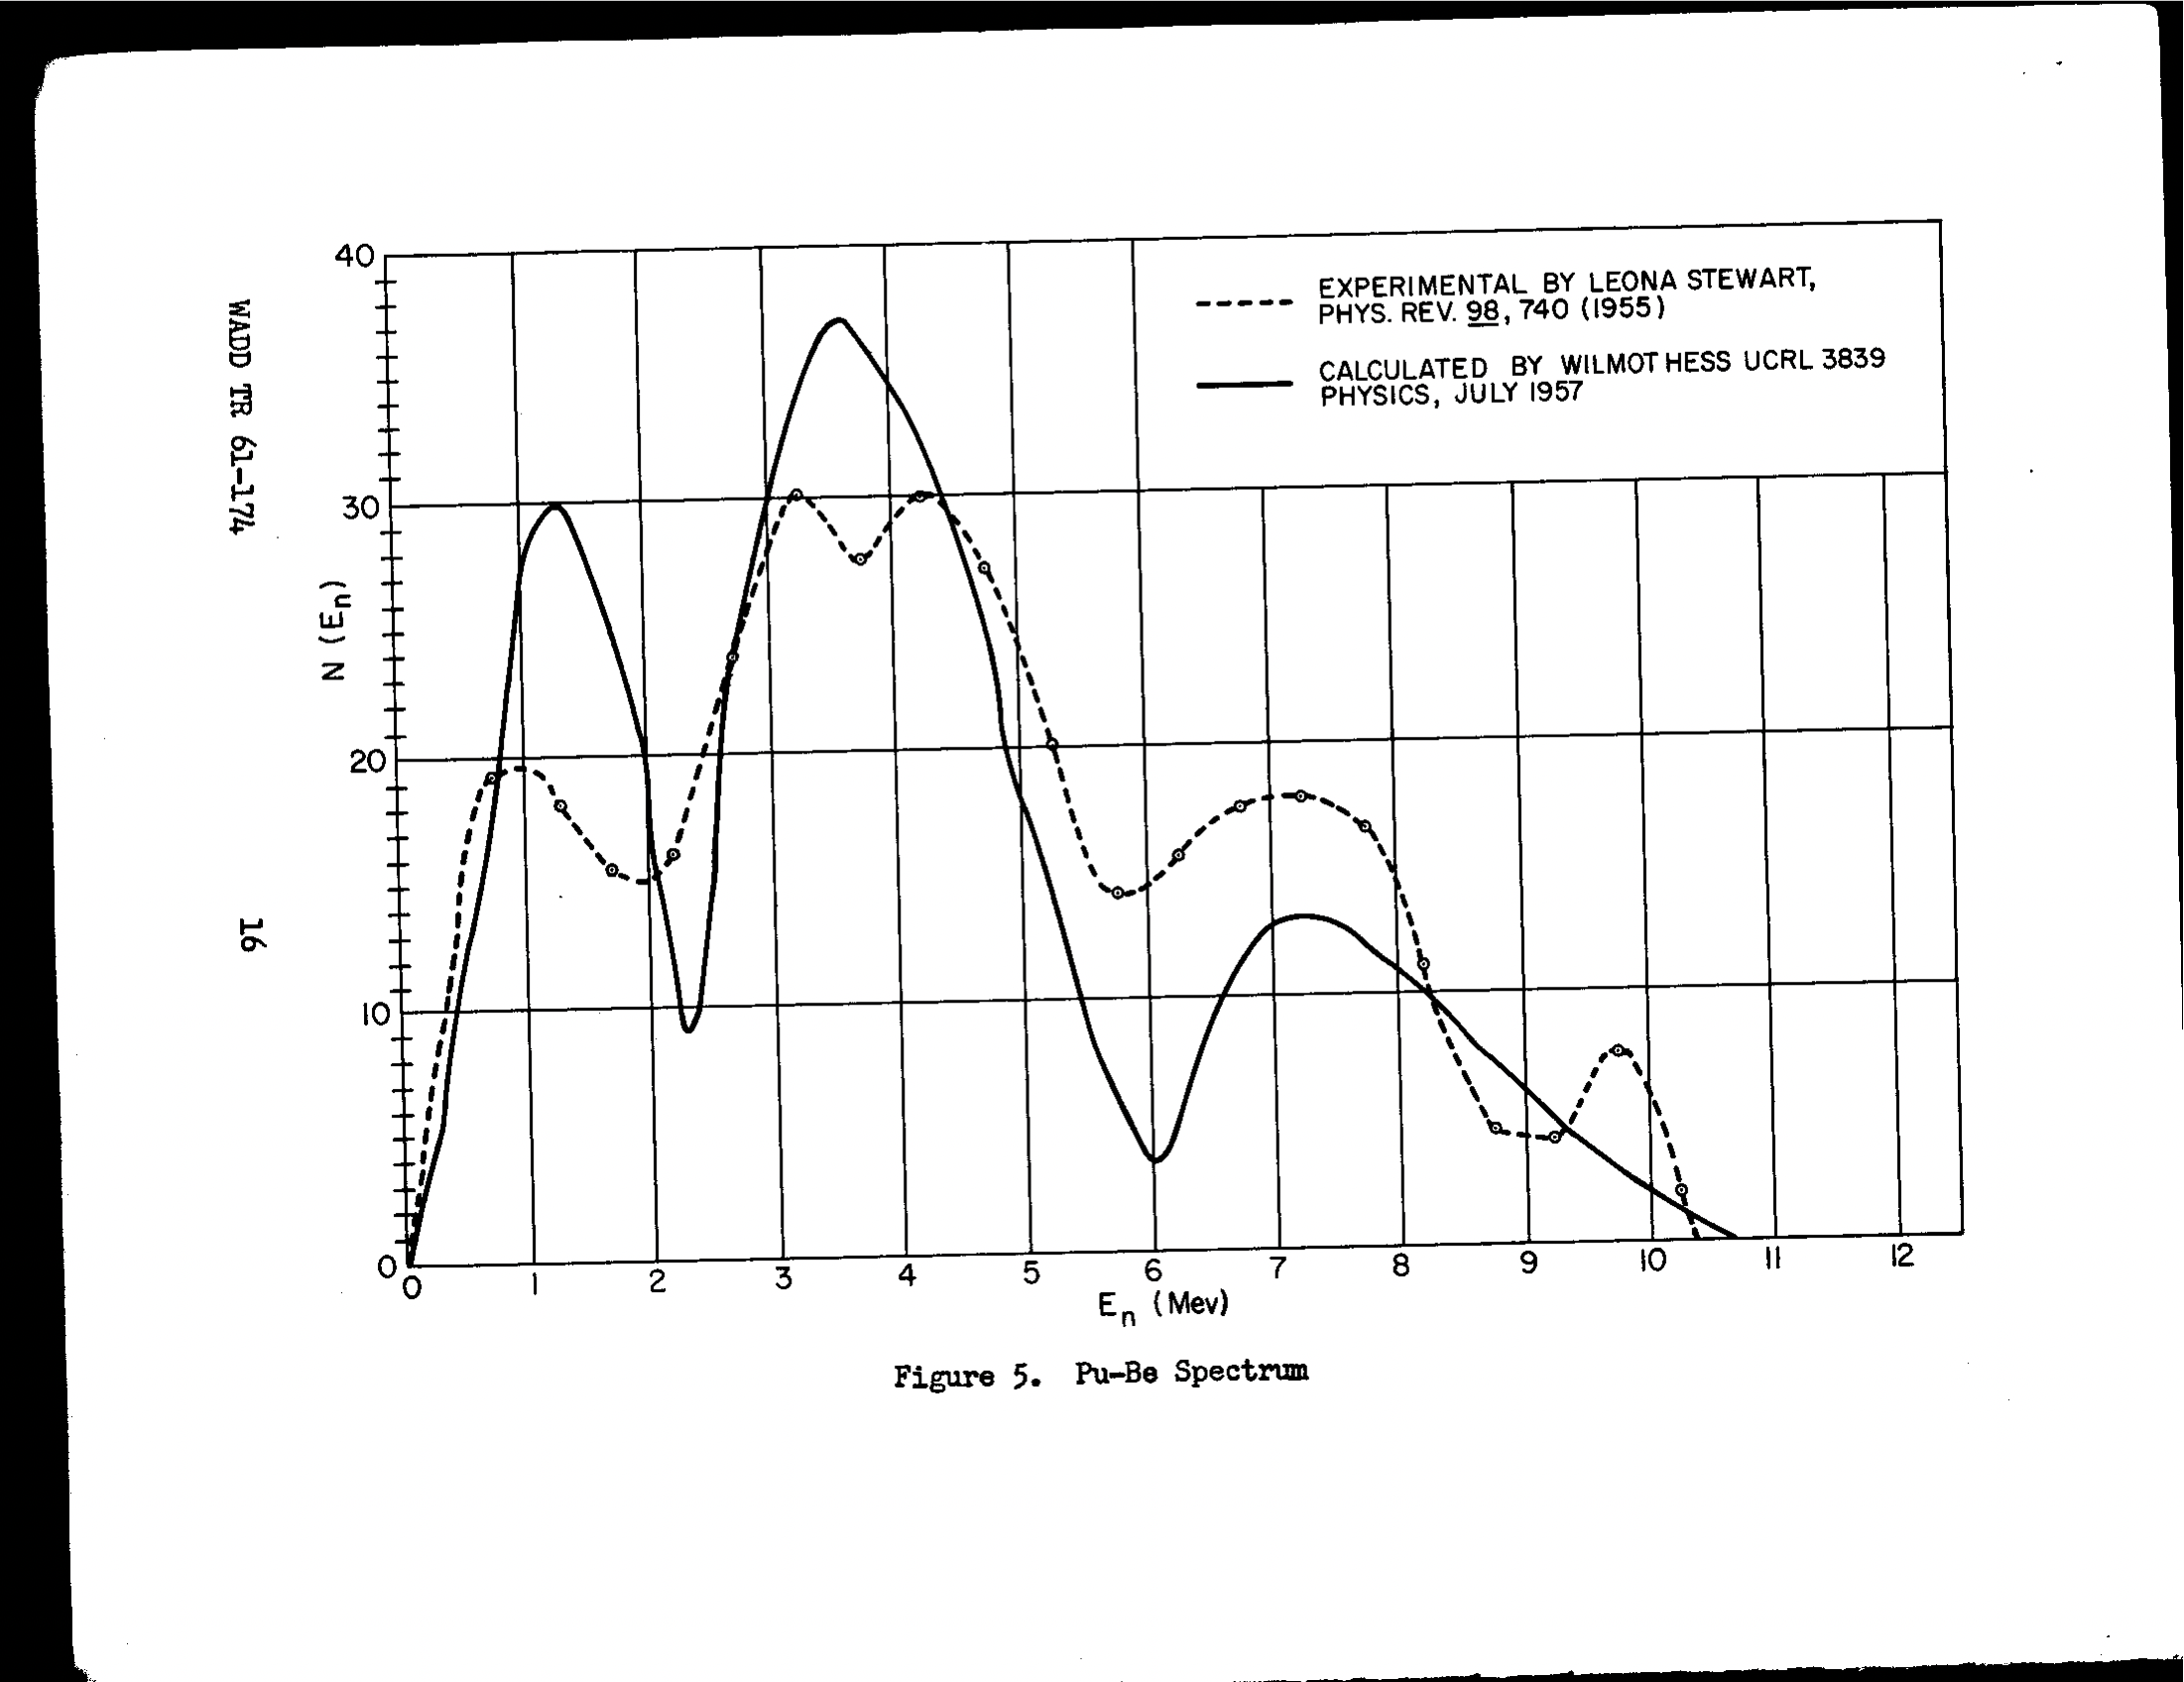 WADD TR 61-174
16
N (En)
40
30
20
10
0
EXPERIMENTAL BY LEONA STEWART,
PHYS. REV. 98, 740 (1955)
CALCULATED BY WILMOT HESS UCRL 3839
PHYSICS, JULY 1957
0 1 2 3 4 5 6 7 8 9 10 11 12
En (Mev)
Figure 5. Pu-Be Spectrum